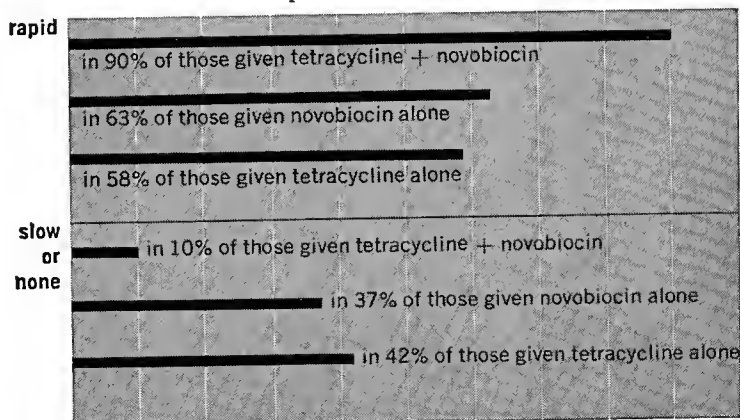 rapid
in 90% of those given tetracycline + novobiocin
in 63% of those given novobiocin alone
in 58% of those given tetracycline alone
slow
or
none
in 10% of those given tetracycline + novobiocin
in 37% of those given novobiocin alone
in 42% of those given tetracycline alone